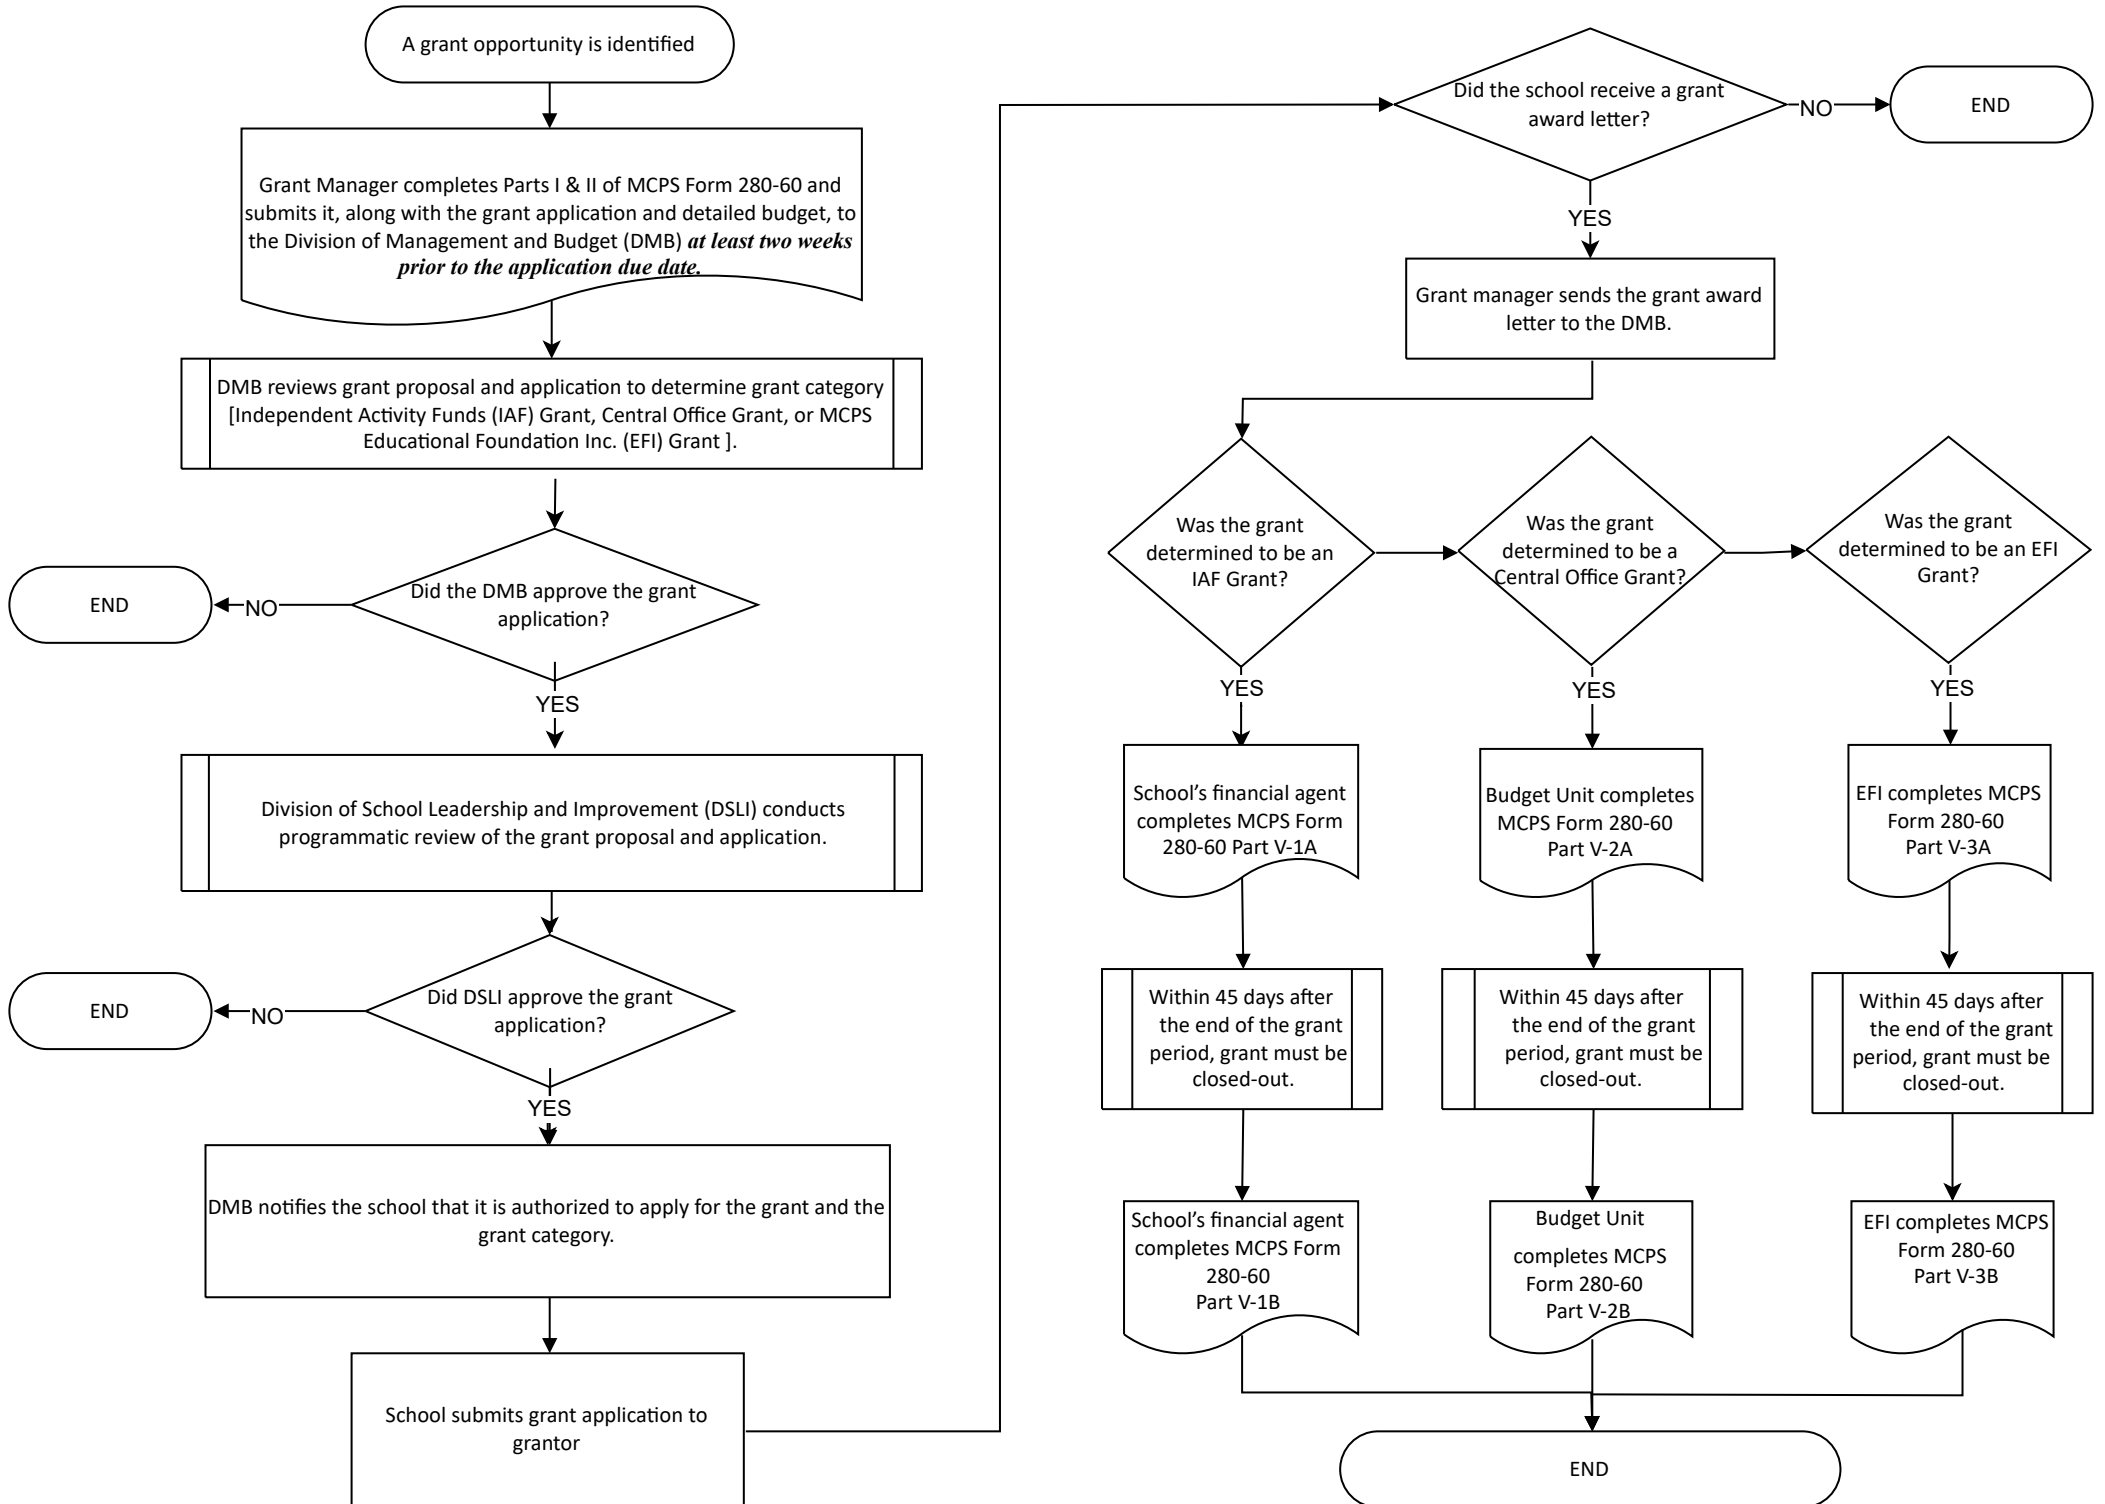 A grant opportunity is identified
Grant Manager completes Parts I & II of MCPS Form 280-60 and
submits it, along with the grant application and detailed budget, to
the Division of Management and Budget (DMB) at least two weeks
prior to the application due date.
DMB reviews grant proposal and application to determine grant category
[Independent Activity Funds (IAF) Grant, Central Office Grant, or MCPS
Educational Foundation Inc. (EFI) Grant ].
Did the DMB approve the grant
application?
NO
END
YES
Division of School Leadership and Improvement (DSLI) conducts
programmatic review of the grant proposal and application.
Did DSLI approve the grant
application?
NO
END
YES
DMB notifies the school that it is authorized to apply for the grant and the
grant category.
School submits grant application to
grantor
Did the school receive a grant
award letter?
NO
END
YES
Grant manager sends the grant award
letter to the DMB.
Was the grant
determined to be an
IAF Grant?
YES
School's financial agent
completes MCPS Form
280-60 Part V-1A
Within 45 days after
the end of the grant
period, grant must be
closed-out.
School's financial agent
completes MCPS Form
280-60
Part V-1B
Was the grant
determined to be a
Central Office Grant?
YES
Budget Unit completes
MCPS Form 280-60
Part V-2A
Within 45 days after
the end of the grant
period, grant must be
closed-out.
Budget Unit
completes MCPS
Form 280-60
Part V-2B
Was the grant
determined to be an EFI
Grant?
YES
EFI completes MCPS
Form 280-60
Part V-3A
Within 45 days after
the end of the grant
period, grant must be
closed-out.
EFI completes MCPS
Form 280-60
Part V-3B
END